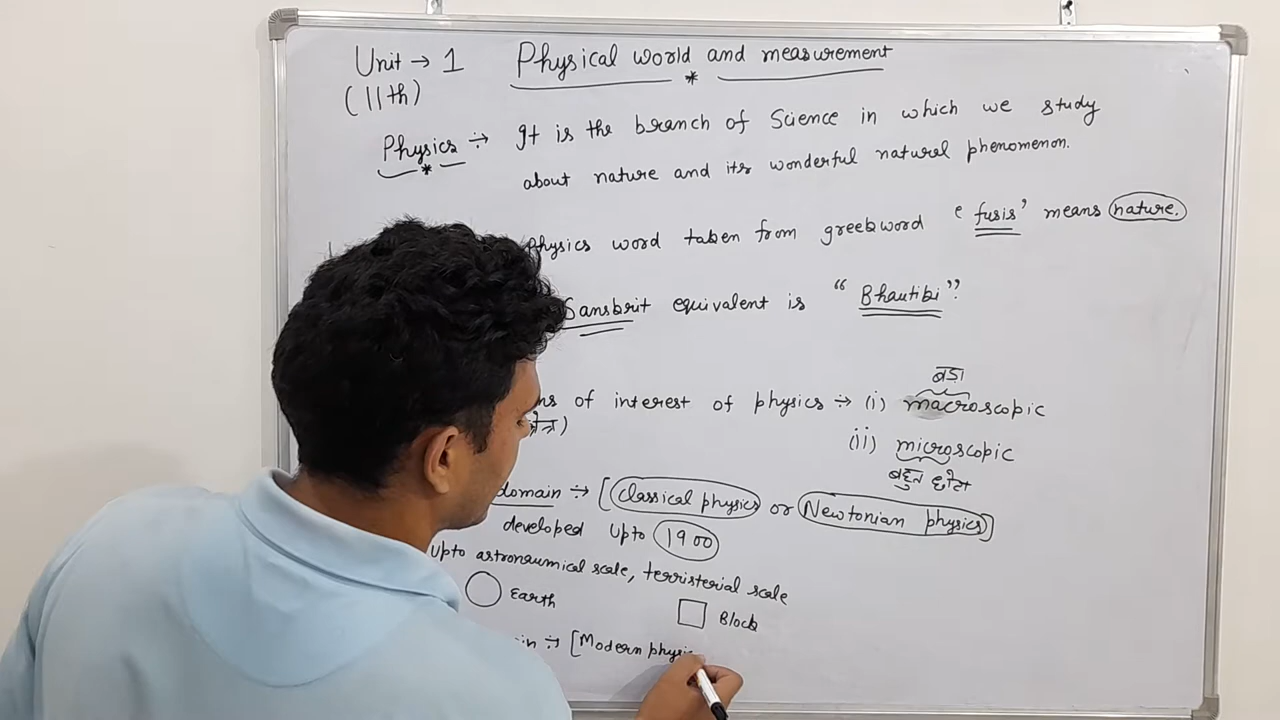 Unit → 1 Physical world and measurement
(11th)
Physics ÷ It is the branch of Science in which we study
about nature and its wonderful natural phenomenon.
Physics word taken from greekword ‘fusis’ means nature.
Sanskrit equivalent is “Bhautiki”.
बड़ा
of interest of physics ÷ (i) macroscopic
(ii) microscopic
बहुत छोटा
domain ÷ [Classical physics or Newtonian physics]
developed upto 1900
Upto astronaumical scale, terristerial scale
Earth Block
÷ [Modern physi